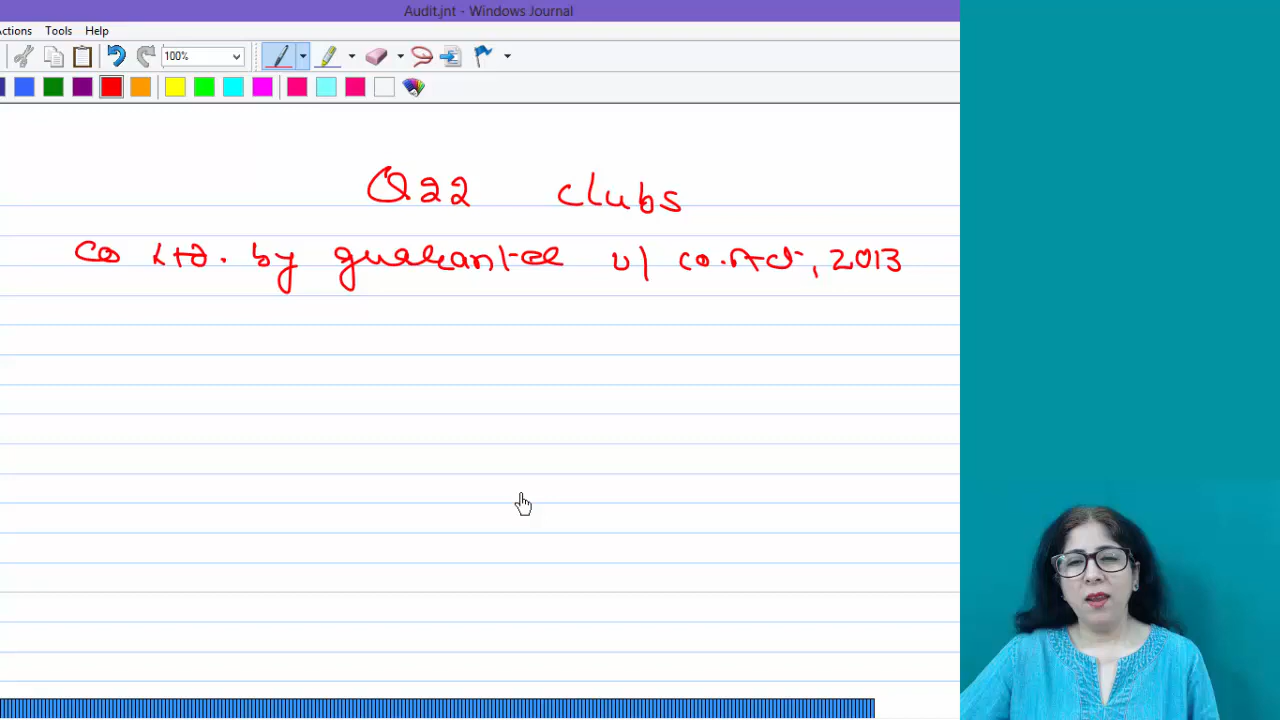 Audit.jnt - Windows Journal
Actions Tools Help
100%
Q22 Clubs
Co Ltd. by guarantee u/ co. Act, 2013